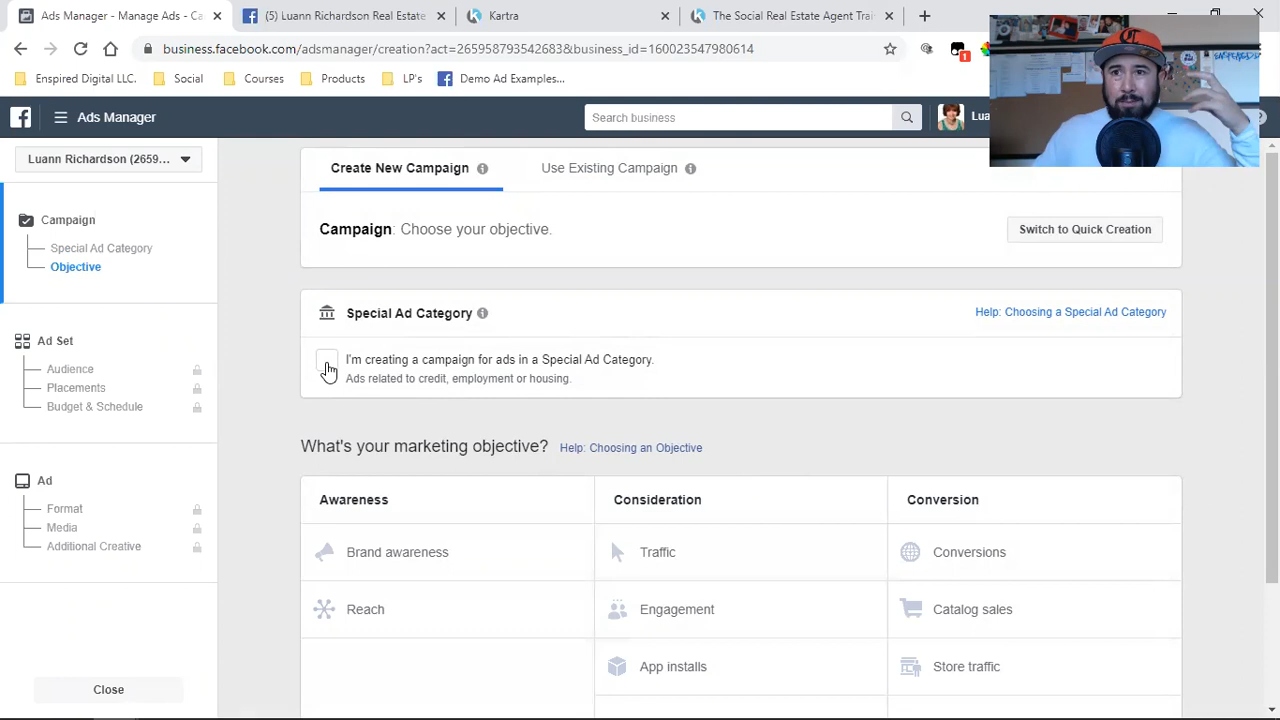 Ads Manager - Manage Ads - Ca
(5) Luann Richardson Real Estate
Kartra
The Social Real Estate Agent Trai
business.facebook.com/adsmanager/creation?act=265958793542683&business_id=160023547980514
Enspired Digital LLC.
Social
Courses
Products
LP's
Demo Ad Examples...
1
Ads Manager
Search business
Lua
Luann Richardson (2659...
Create New Campaign
Use Existing Campaign
Campaign
Special Ad Category
Objective
Campaign: Choose your objective.
Switch to Quick Creation
Special Ad Category
Help: Choosing a Special Ad Category
I'm creating a campaign for ads in a Special Ad Category.
Ads related to credit, employment or housing.
Ad Set
Audience
Placements
Budget & Schedule
What's your marketing objective?
Help: Choosing an Objective
Ad
Format
Media
Additional Creative
Awareness
Consideration
Conversion
Brand awareness
Traffic
Conversions
Reach
Engagement
Catalog sales
App installs
Store traffic
Close